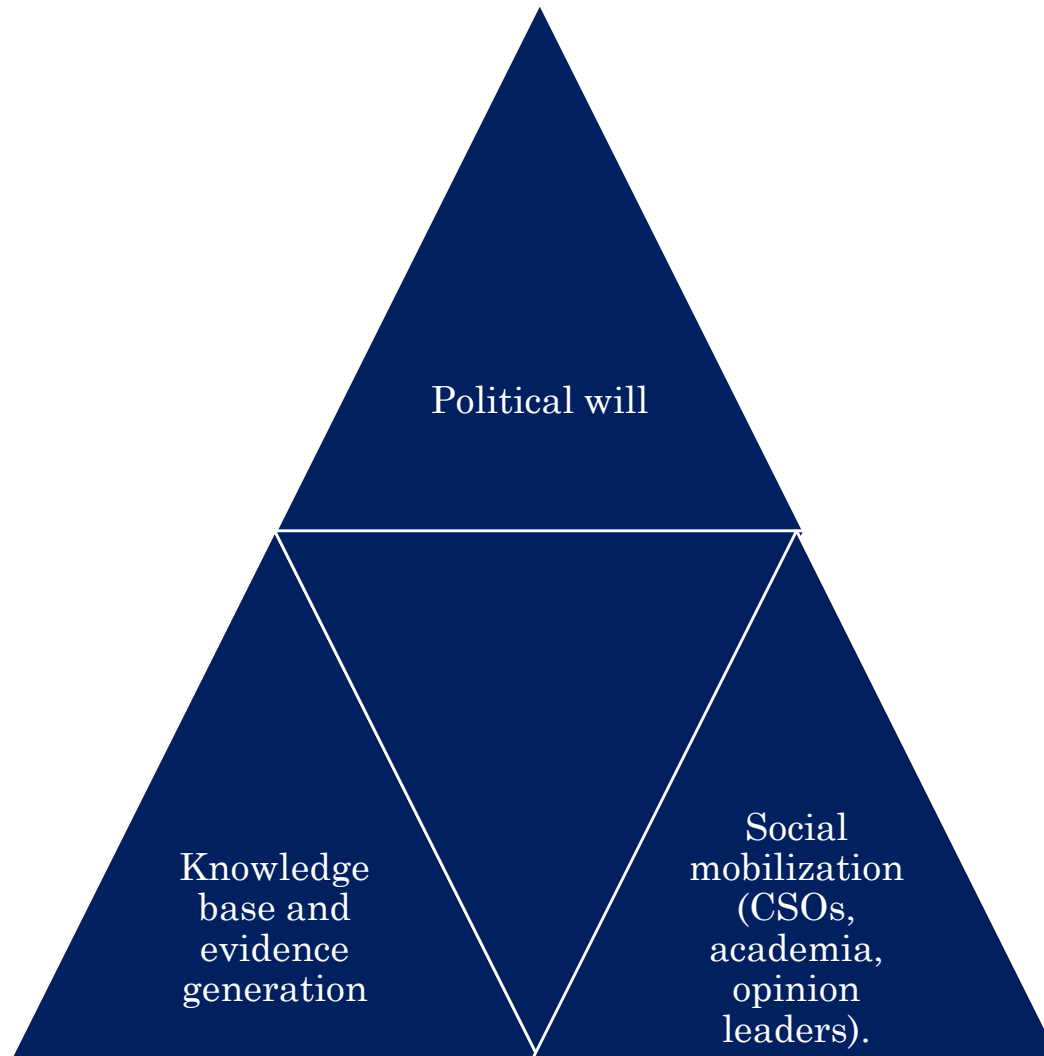 Political will
Knowledge
base and
evidence
generation
Social
mobilization
(CSOs,
academia,
opinion
leaders).